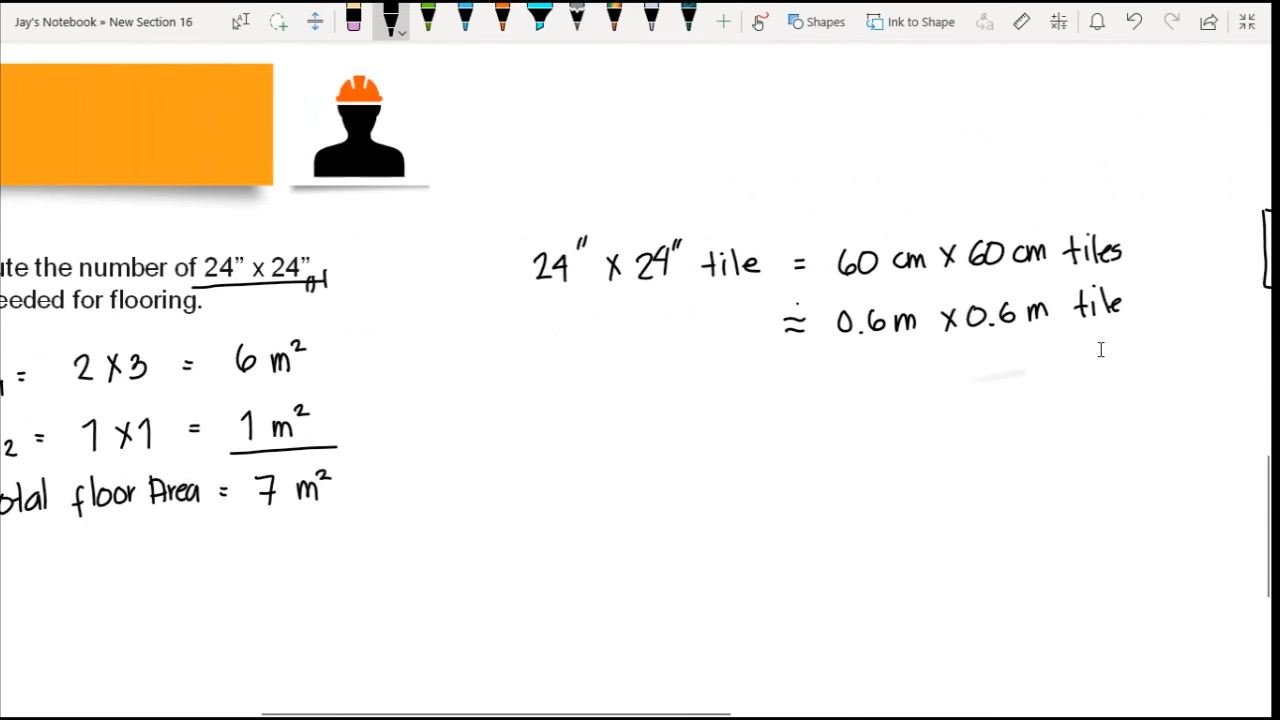 Jay's Notebook » New Section 16
Shapes
Ink to Shape
ute the number of 24” x 24”
eeded for flooring.
24" x 24" tile = 60 cm x 60 cm tiles
≈ 0.6 m x 0.6 m tile
= 2 x 3 = 6 m²
2 = 1 x 1 = 1 m²
otal floor Area = 7 m²